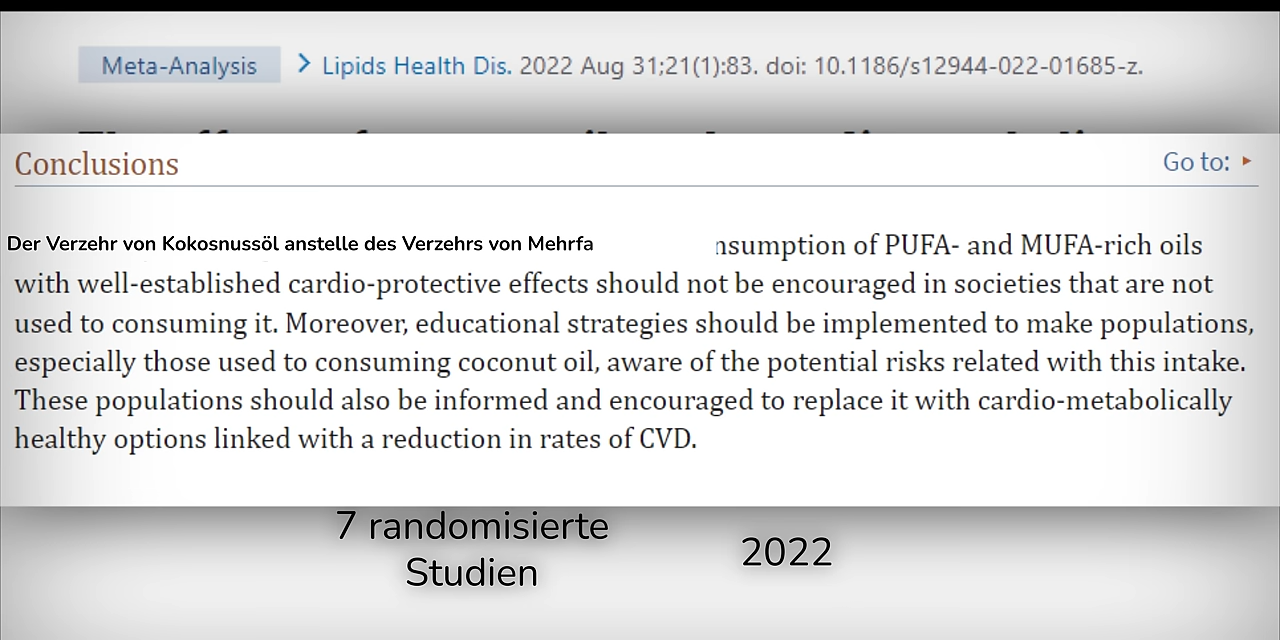 Meta-Analysis > Lipids Health Dis. 2022 Aug 31;21(1):83. doi: 10.1186/s12944-022-01685-z.
Conclusions Go to:
Der Verzehr von Kokosnussöl anstelle des Verzehrs von Mehrfa nsumption of PUFA- and MUFA-rich oils
with well-established cardio-protective effects should not be encouraged in societies that are not
used to consuming it. Moreover, educational strategies should be implemented to make populations,
especially those used to consuming coconut oil, aware of the potential risks related with this intake.
These populations should also be informed and encouraged to replace it with cardio-metabolically
healthy options linked with a reduction in rates of CVD.
7 randomisierte
Studien
2022